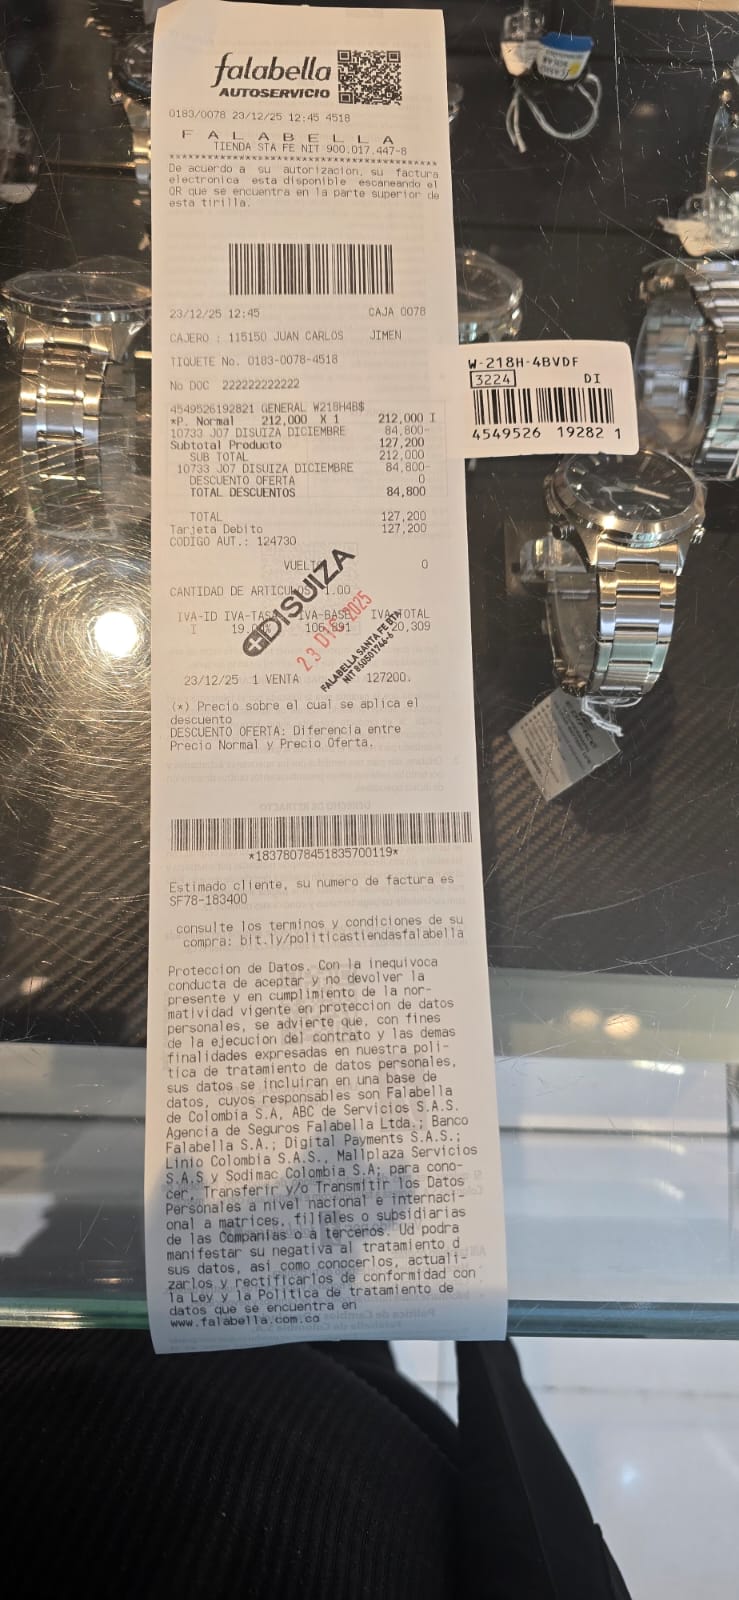 falabella
AUTOSERVICIO
0183/0078 23/12/25 12:45 4518
F A L A B E L L A
TIENDA STA FE NIT 900.017.447-8
****************************************
De acuerdo a su autorizacion, su factura
electronica esta disponible escaneando el
QR que se encuentra en la parte superior de
esta tirilla.
23/12/25 12:45 CAJA 0078
CAJERO : 115150 JUAN CARLOS JIMEN
TIQUETE No. 0183-0078-4518
No DOC 222222222222
4549526192821 GENERAL W218H4B$
*P. Normal 212,000 X 1 212,000 I
10733 J07 DISUIZA DICIEMBRE 84,800-
Subtotal Producto 127,200
SUB TOTAL 212,000
10733 J07 DISUIZA DICIEMBRE 84,800-
DESCUENTO OFERTA 0
TOTAL DESCUENTOS 84,800
TOTAL 127,200
Tarjeta Debito 127,200
CODIGO AUT.: 124730
VUELTO 0
CANTIDAD DE ARTICULOS 1.00
IVA-ID IVA-TASA IVA-BASE IVA-TOTAL
I 19.00% 106,891 20,309
DISUIZA
23 DIC 2025
FALABELLA SANTA FE BTA
NIT 860501746-6
23/12/25 1 VENTA 127200.
(*) Precio sobre el cual se aplica el
descuento
DESCUENTO OFERTA: Diferencia entre
Precio Normal y Precio Oferta.
*18378078451835700119*
Estimado cliente, su numero de factura es
SF78-183400
consulte los terminos y condiciones de su
compra: bit.ly/politicastiendasfalabella
Proteccion de Datos. Con la inequivoca
conducta de aceptar y no devolver la
presente y en cumplimiento de la nor-
matividad vigente en proteccion de datos
personales, se advierte que, con fines
de la ejecucion del contrato y las demas
finalidades expresadas en nuestra poli-
tica de tratamiento de datos personales,
sus datos se incluiran en una base de
datos, cuyos responsables son Falabella
de Colombia S.A. ABC de Servicios S.A.S.
Agencia de Seguros Falabella Ltda.; Banco
Falabella S.A.; Digital Payments S.A.S.;
Linio Colombia S.A.S., Mallplaza Servicios
S.A.S y Sodimac Colombia S.A; para cono-
cer, Transferir y/o Transmitir los Datos
Personales a nivel nacional e internaci-
onal a matrices, filiales o subsidiarias
de las Companias o a terceros. Ud podra
manifestar su negativa al tratamiento d
sus datos, asi como conocerlos, actuali-
zarlos y rectificarlos de conformidad con
la Ley y la Politica de tratamiento de
datos que se encuentra en
www.falabella.com.co
W-218H-4BVDF
3224 DI
4549526 192821